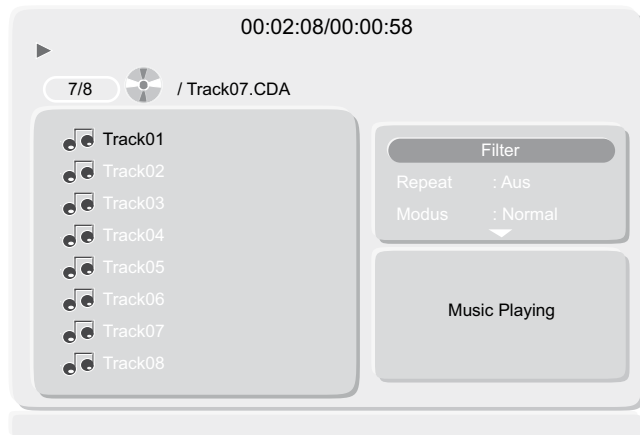 00:02:08/00:00:58
7/8 / Track07.CDA
Track01
Track02
Track03
Track04
Track05
Track06
Track07
Track08
Filter
Repeat : Aus
Modus : Normal
Music Playing